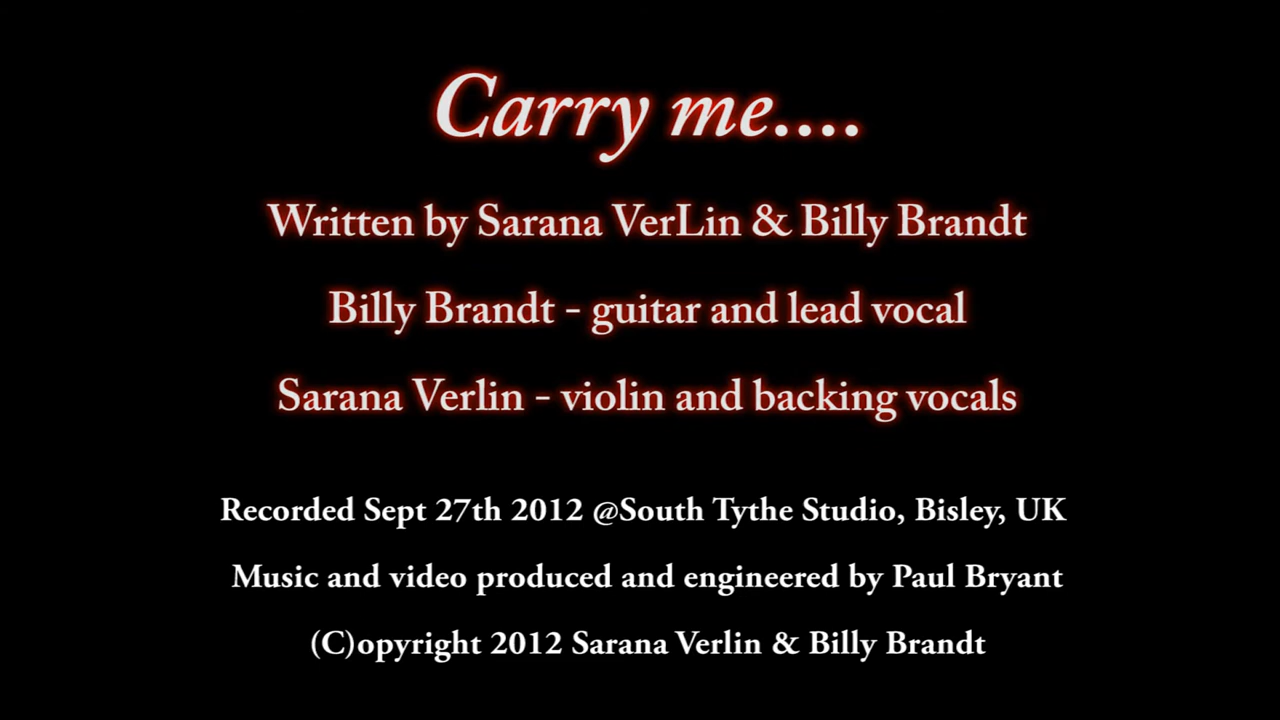 Carry me....
Written by Sarana VerLin & Billy Brandt
Billy Brandt - guitar and lead vocal
Sarana Verlin - violin and backing vocals
Recorded Sept 27th 2012 @South Tythe Studio, Bisley, UK
Music and video produced and engineered by Paul Bryant
(C)opyright 2012 Sarana Verlin & Billy Brandt